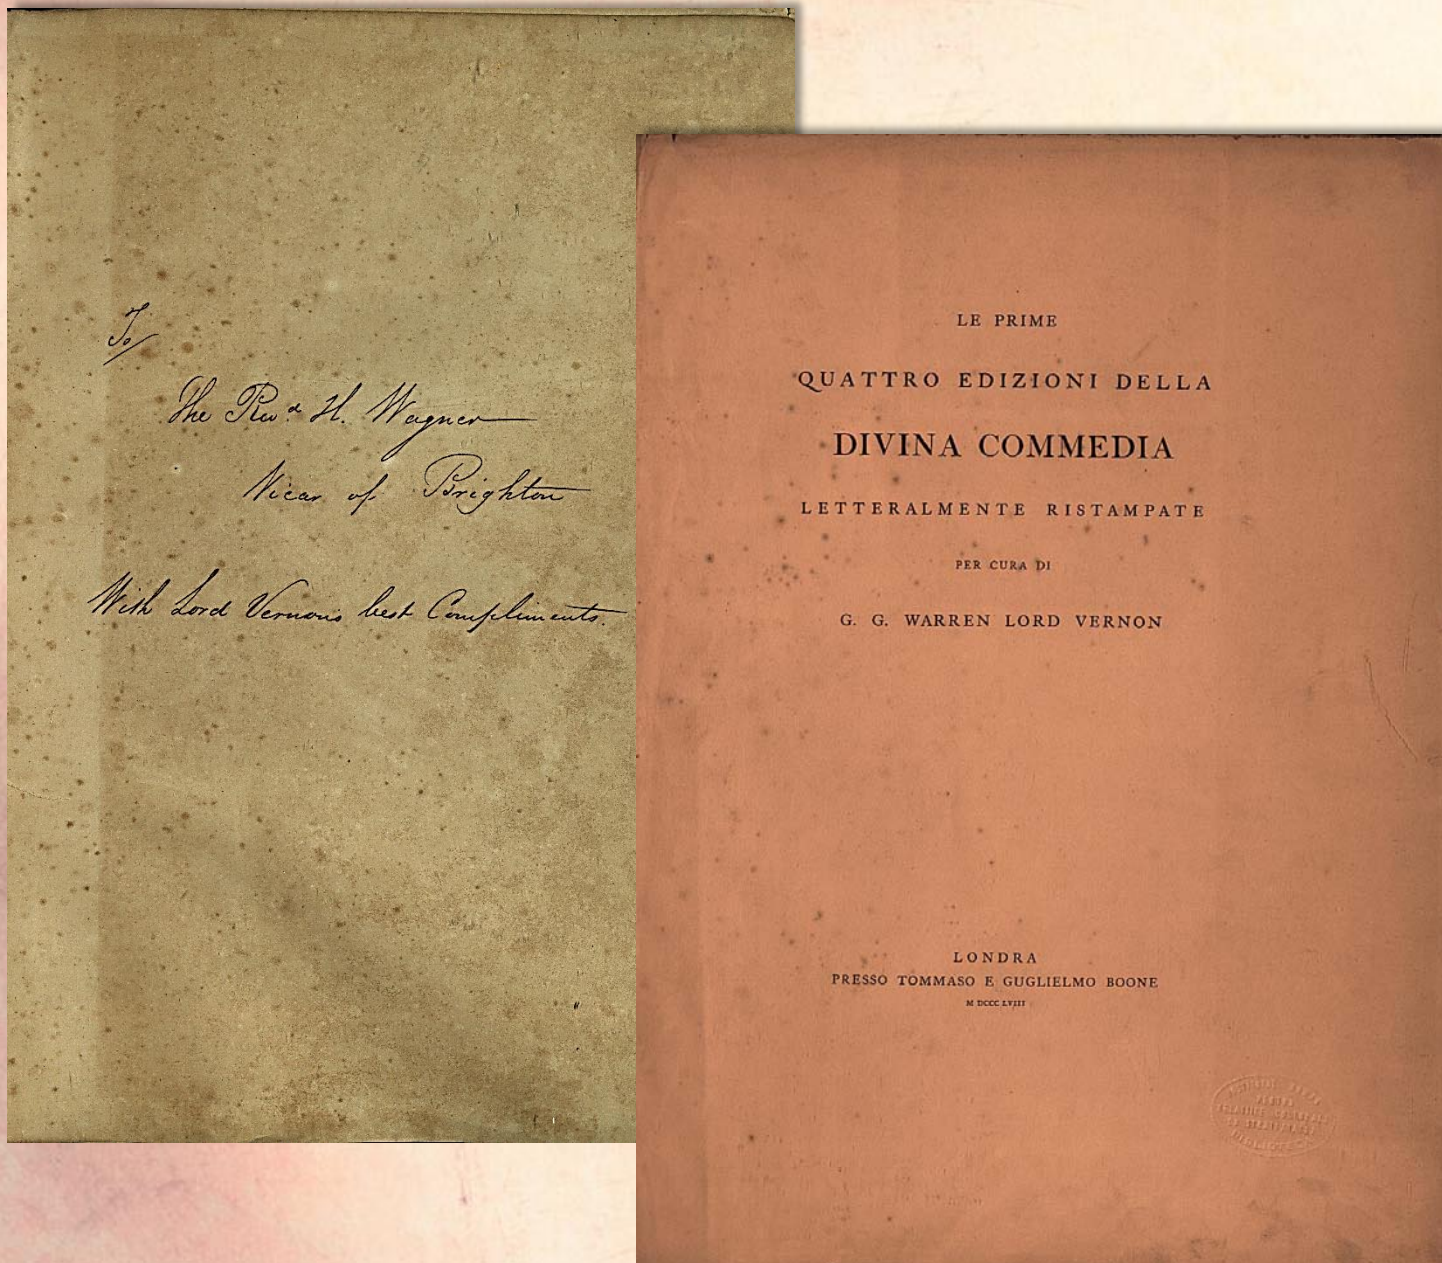 To
The Revd. H. Wagner
Vicar of Brighton
With Lord Vernons best Compliments.
LE PRIME
QUATTRO EDIZIONI DELLA
DIVINA COMMEDIA
LETTERALMENTE RISTAMPATE
PER CURA DI
G. G. WARREN LORD VERNON
LONDRA
PRESSO TOMMASO E GUGLIELMO BOONE
M DCCC LVIII